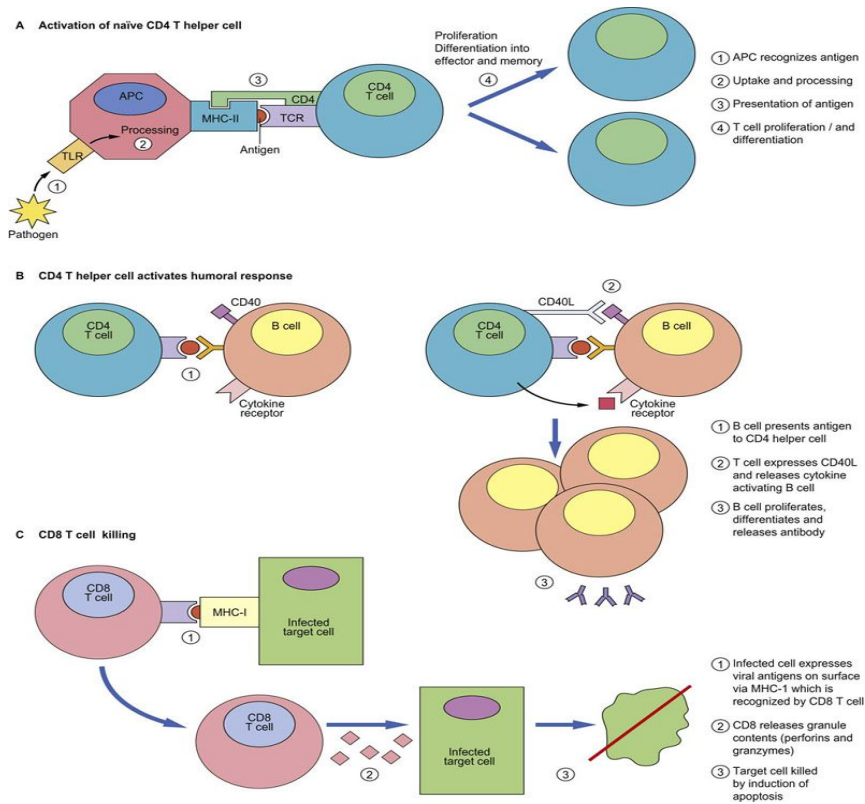 A Activation of naïve CD4 T helper cell
Proliferation
Differentiation into
effector and memory
3
4
APC
CD4
CD4
T cell
MHC-II
TCR
Processing
2
Antigen
TLR
1
Pathogen
1 APC recognizes antigen
2 Uptake and processing
3 Presentation of antigen
4 T cell proliferation / and
differentiation
B CD4 T helper cell activates humoral response
CD40
CD4
T cell
B cell
1
Cytokine
receptor
2
CD40L
CD4
T cell
B cell
Cytokine
receptor
1 B cell presents antigen
to CD4 helper cell
2 T cell expresses CD40L
and releases cytokine
activating B cell
3 B cell proliferates,
differentiates and
releases antibody
3
C CD8 T cell killing
CD8
T cell
MHC-I
1
Infected
target cell
CD8
T cell
2
Infected
target cell
3
1 Infected cell expresses
viral antigens on surface
via MHC-1 which is
recognized by CD8 T cell
2 CD8 releases granule
contents (perforins and
granzymes)
3 Target cell killed
by induction of
apoptosis